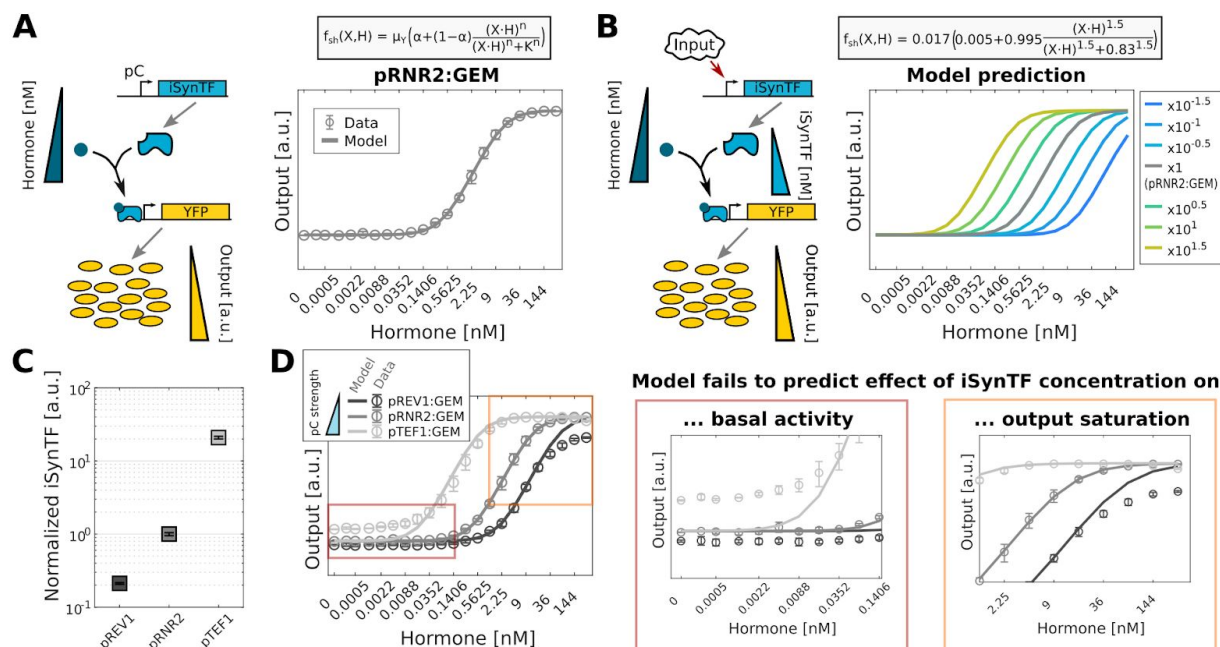 A
f_sh(X,H) = μ_Y(α+(1-α) (X·H)^n / (X·H)^n+K^n)
pRNR2:GEM
Hormone [nM]
pC
iSynTF
YFP
Output [a.u.]
Output [a.u.]
Data
Model
0 0.0005 0.0022 0.0088 0.0352 0.1406 0.5625 2.25 9 36 144
Hormone [nM]
B
f_sh(X,H) = 0.017(0.005+0.995 (X·H)^1.5 / (X·H)^1.5+0.83^1.5)
Model prediction
Input
Hormone [nM]
iSynTF
iSynTF [nM]
YFP
Output [a.u.]
Output [a.u.]
0 0.0005 0.0022 0.0088 0.0352 0.1406 0.5625 2.25 9 36 144
Hormone [nM]
x10^-1.5
x10^-1
x10^-0.5
x1
(pRNR2:GEM)
x10^0.5
x10^1
x10^1.5
C
Normalized iSynTF [a.u.]
10^2
10^1
10^0
10^-1
pREV1 pRNR2 pTEF1
D
pC strength
Model
Data
pREV1:GEM
pRNR2:GEM
pTEF1:GEM
Output [a.u.]
0 0.0005 0.0022 0.0088 0.0352 0.1406 0.5625 2.25 9 36 144
Hormone [nM]
Model fails to predict effect of iSynTF concentration on
... basal activity
Output [a.u.]
0 0.0005 0.0022 0.0088 0.0352 0.1406
Hormone [nM]
... output saturation
Output [a.u.]
2.25 9 36 144
Hormone [nM]